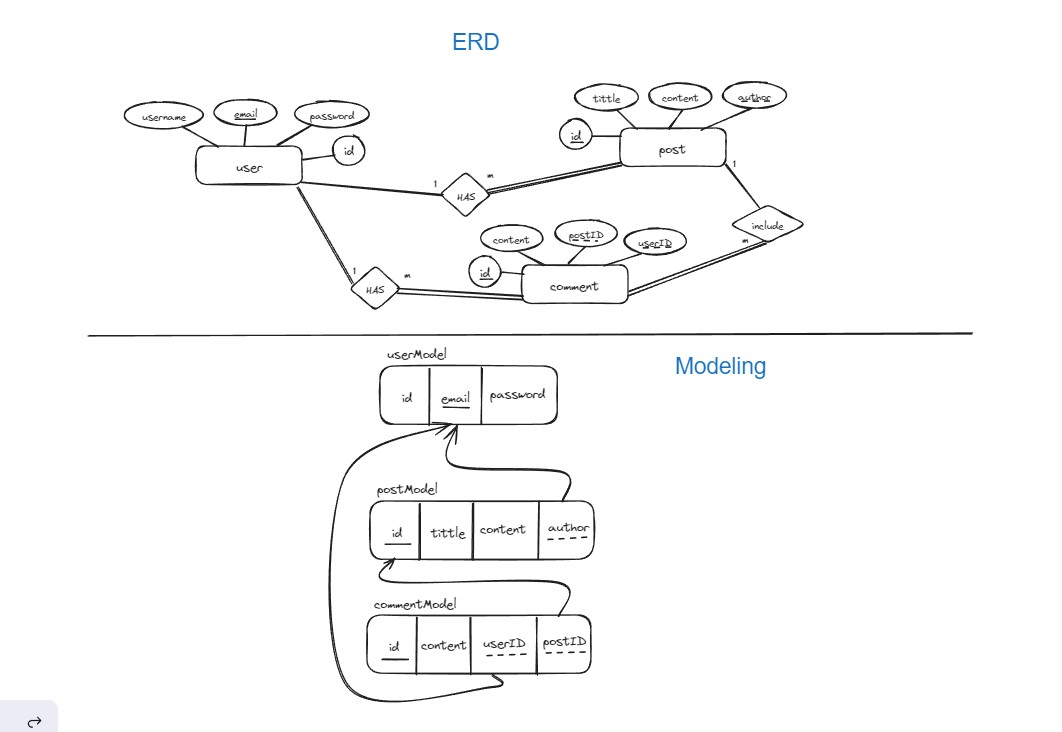 ERD
username
email
password
id
user
tittle
content
author
id
post
1
HAS
m
1
include
m
content
postID
userID
id
comment
1
HAS
m
Modeling
userModel
id
email
password
postModel
id
tittle
content
author
commentModel
id
content
userID
postID